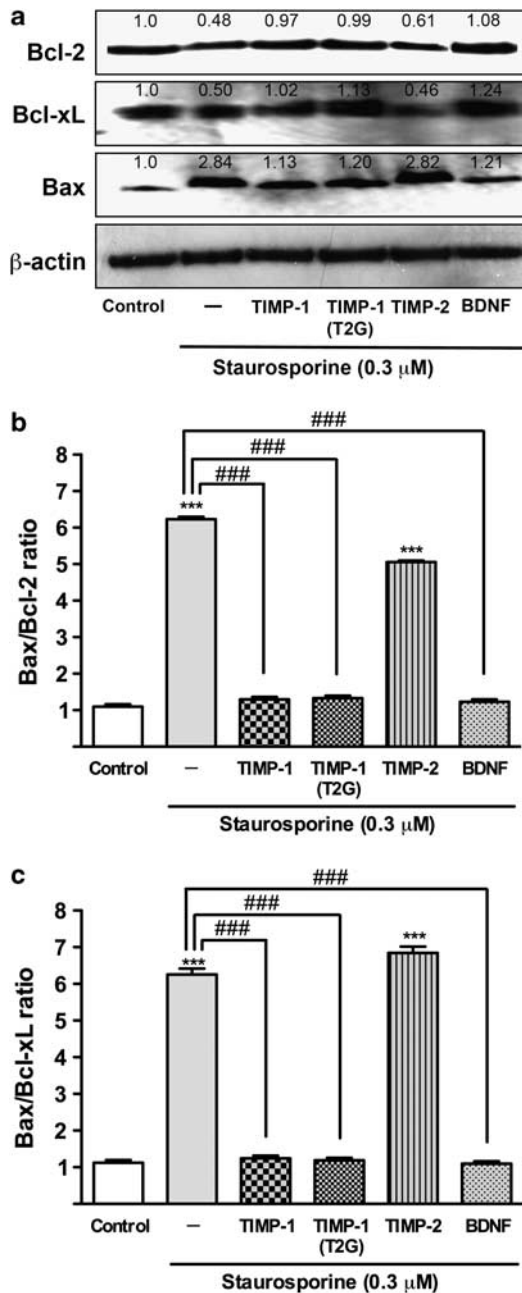 a
1.0 0.48 0.97 0.99 0.61 1.08
Bcl-2
1.0 0.50 1.02 1.13 0.46 1.24
Bcl-xL
1.0 2.84 1.13 1.20 2.82 1.21
Bax
β-actin
Control — TIMP-1 TIMP-1 TIMP-2 BDNF
(T2G)
Staurosporine (0.3 μM)
b
###
8
###
7
###
***
6
***
5
Bax/Bcl-2 ratio
4
3
2
1
Control — TIMP-1 TIMP-1 TIMP-2 BDNF
(T2G)
Staurosporine (0.3 μM)
c
###
8
###
###
7
***
***
6
5
Bax/Bcl-xL ratio
4
3
2
1
Control — TIMP-1 TIMP-1 TIMP-2 BDNF
(T2G)
Staurosporine (0.3 μM)